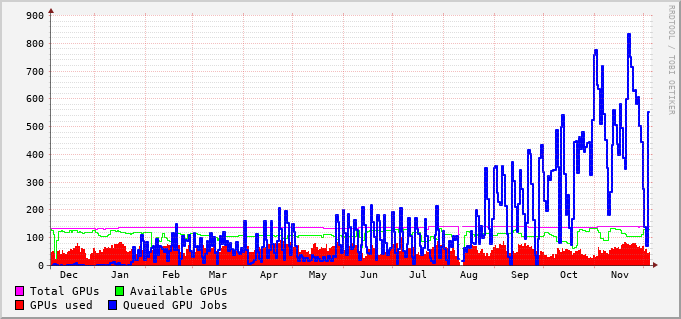 900
800
700
600
500
400
300
200
100
0
Dec Jan Feb Mar Apr May Jun Jul Aug Sep Oct Nov
Total GPUs Available GPUs
GPUs used Queued GPU Jobs
RRDTOOL / TOBI OETIKER